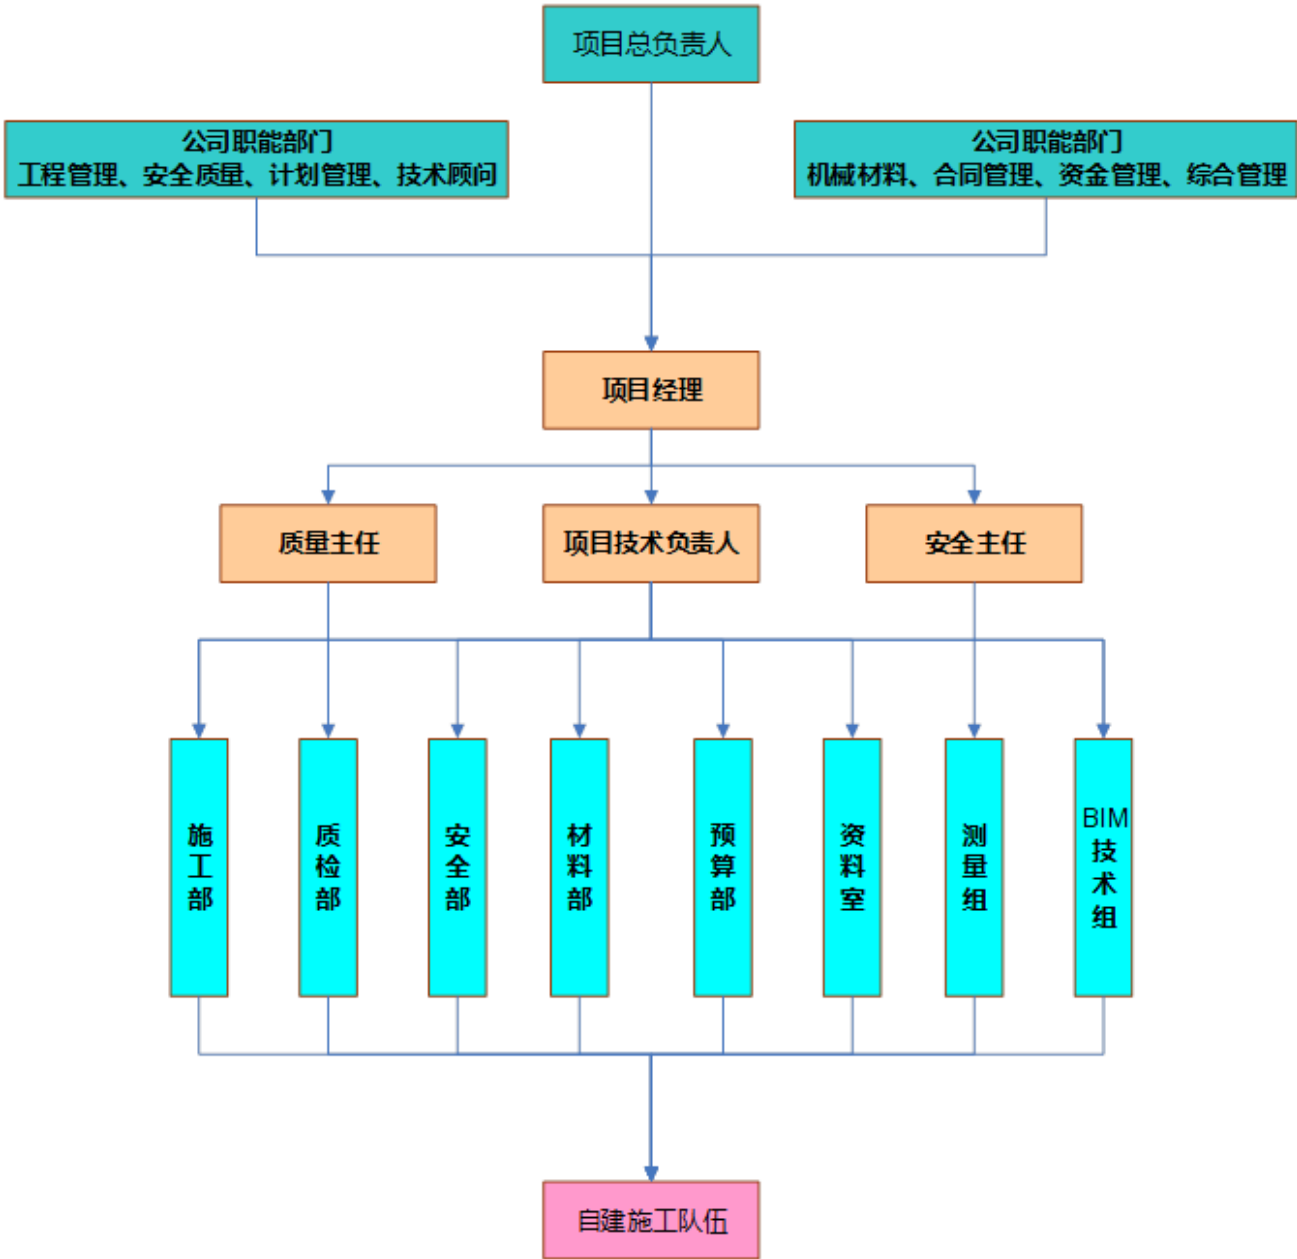 项目总负责人
公司职能部门
工程管理、安全质量、计划管理、技术顾问
公司职能部门
机械材料、合同管理、资金管理、综合管理
项目经理
质量主任
项目技术负责人
安全主任
施工部
质检部
安全部
材料部
预算部
资料室
测量组
BIM技术组
自建施工队伍